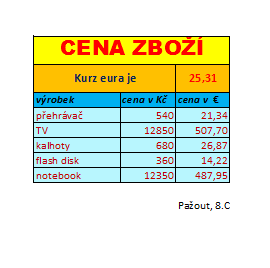 CENA ZBOŽÍ
Kurz eura je 25,31
výrobek cena v Kč cena v €
přehrávač 540 21,34
TV 12850 507,70
kalhoty 680 26,87
flash disk 360 14,22
notebook 12350 487,95
Pažout, 8.C